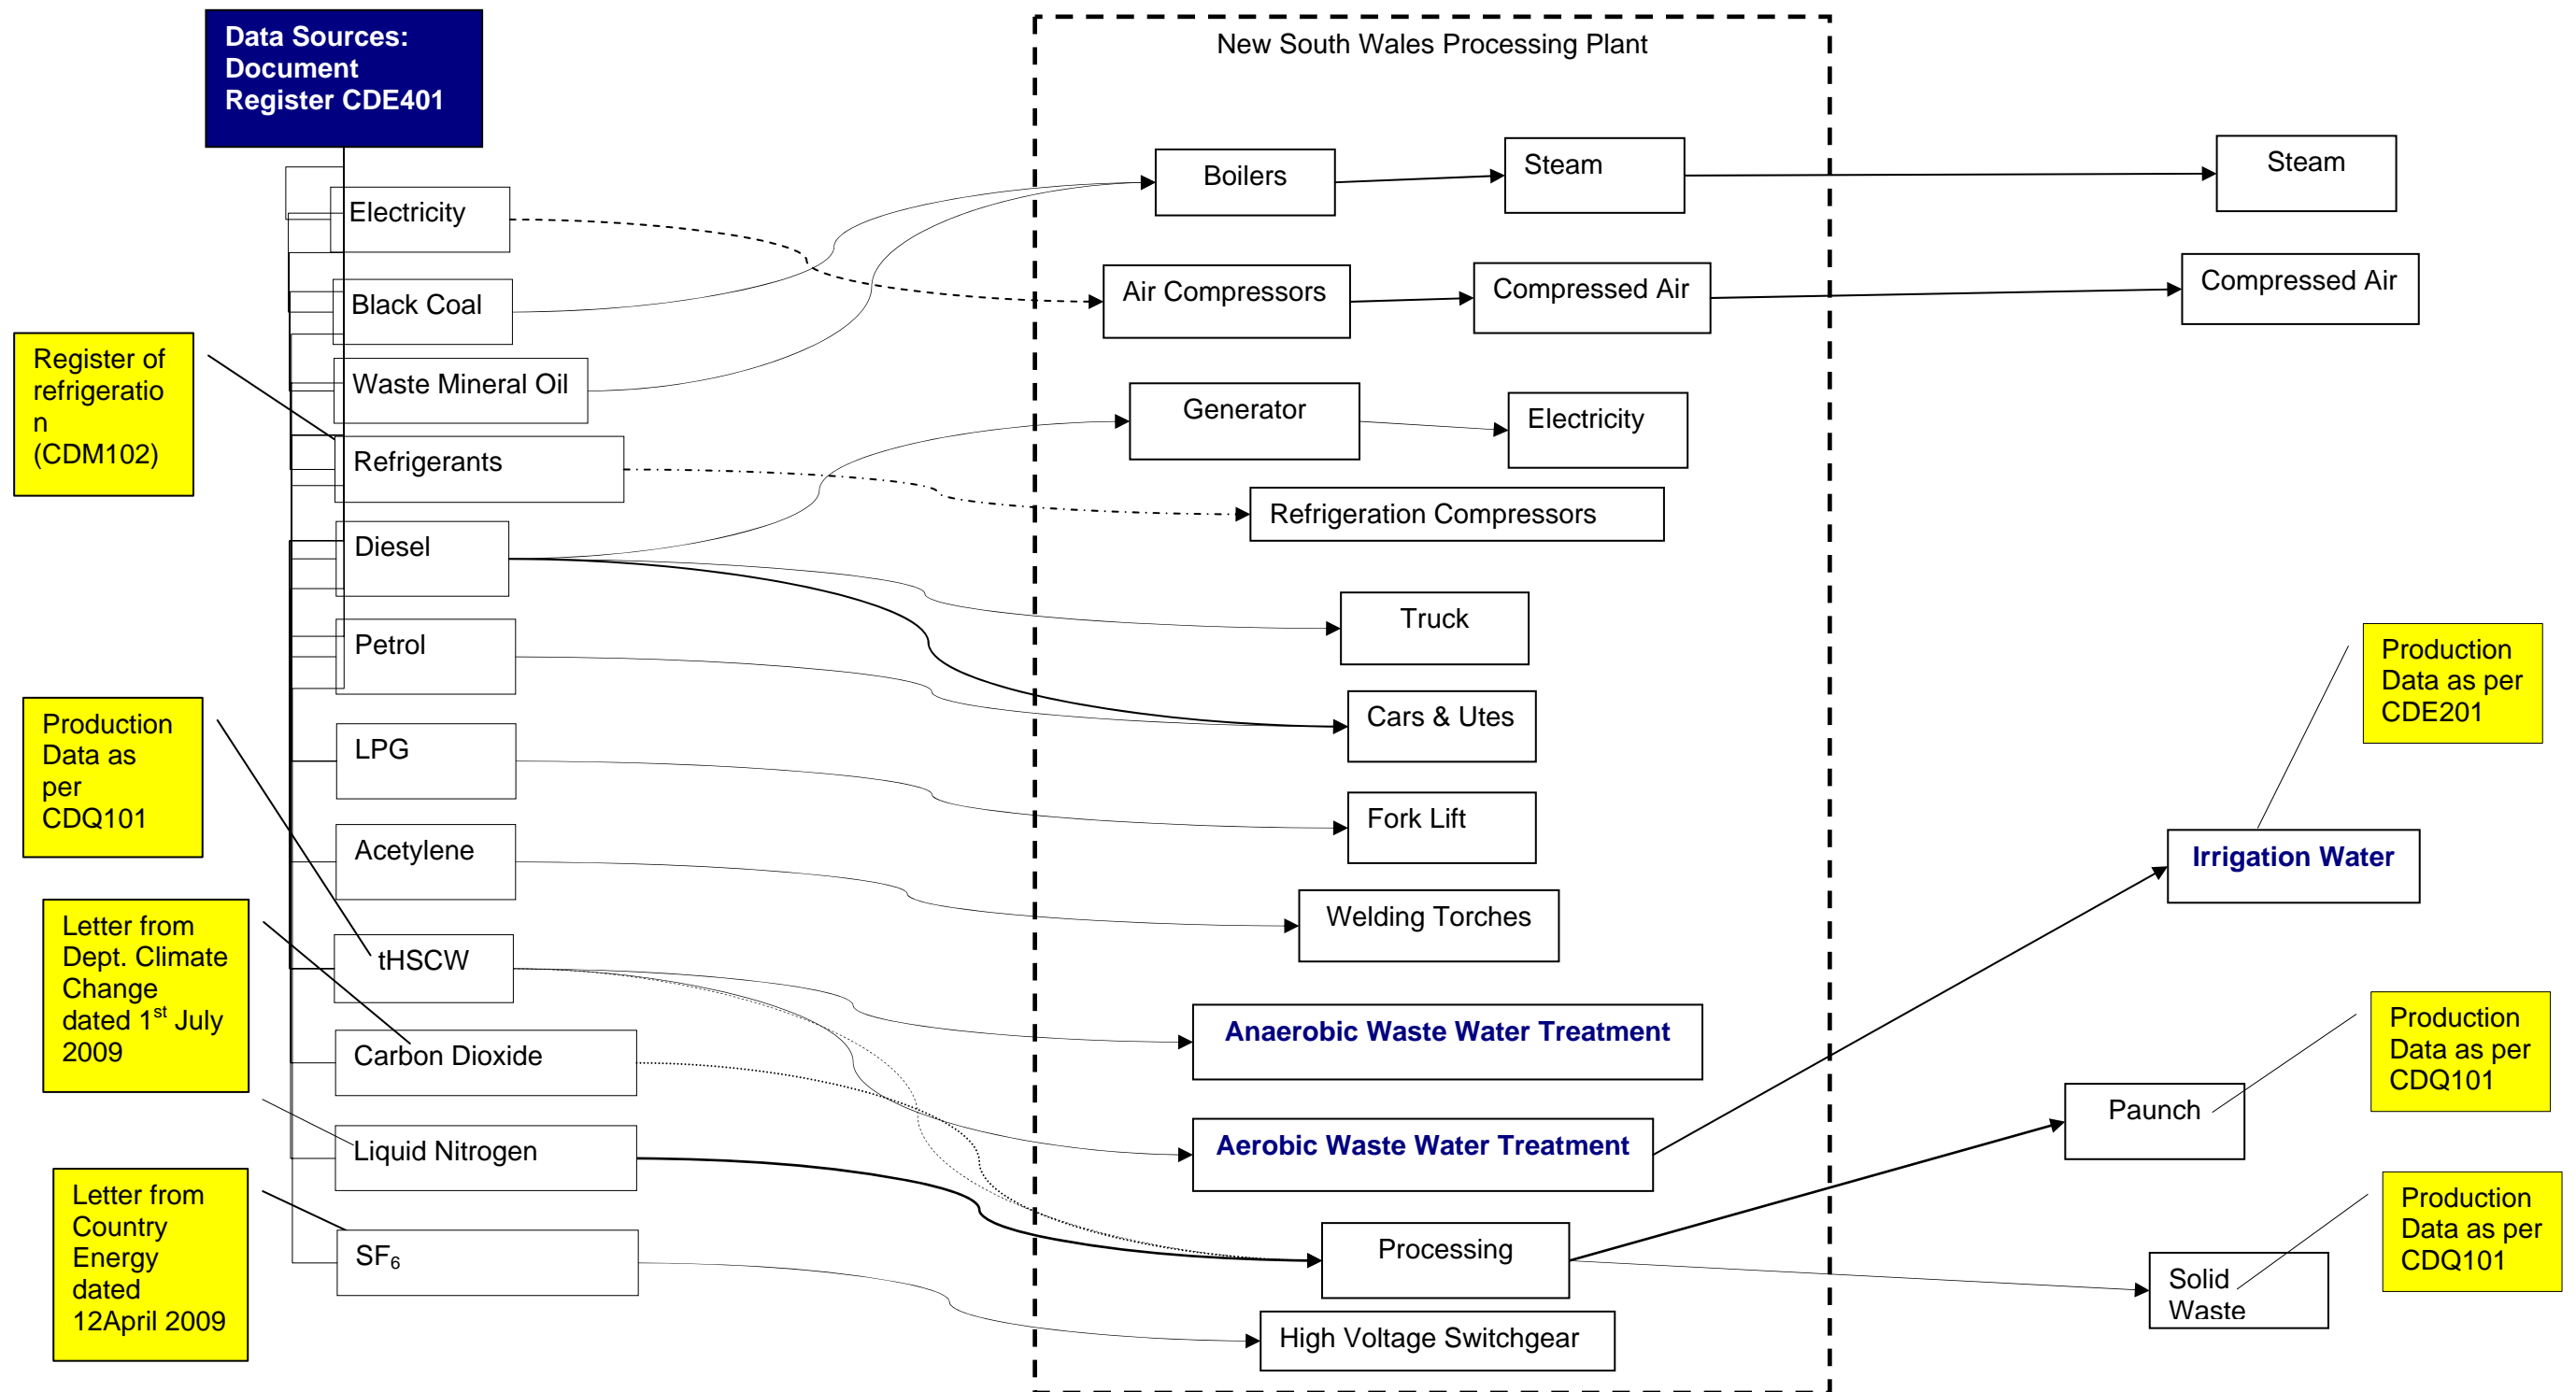 Data Sources:
Document
Register CDE401
New South Wales Processing Plant
Electricity
Black Coal
Waste Mineral Oil
Refrigerants
Diesel
Petrol
LPG
Acetylene
tHSCW
Carbon Dioxide
Liquid Nitrogen
SF₆
Register of
refrigeratio
n
(CDM102)
Production
Data as
per
CDQ101
Letter from
Dept. Climate
Change
dated 1ˢᵗ July
2009
Letter from
Country
Energy
dated
12April 2009
Boilers
Steam
Air Compressors
Compressed Air
Generator
Electricity
Refrigeration Compressors
Truck
Cars & Utes
Fork Lift
Welding Torches
Anaerobic Waste Water Treatment
Aerobic Waste Water Treatment
Processing
High Voltage Switchgear
Steam
Compressed Air
Production
Data as per
CDE201
Irrigation Water
Production
Data as per
CDQ101
Paunch
Production
Data as per
CDQ101
Solid
Waste